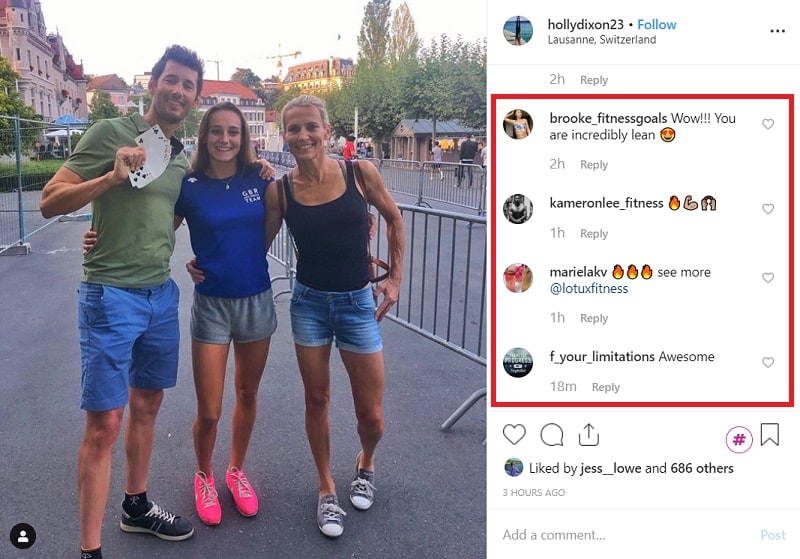 hollydixon23 • Follow
Lausanne, Switzerland
2h Reply
brooke_fitnessgoals Wow!!! You
are incredibly lean 😍
2h Reply
kameronlee_fitness 🔥💪🙌
1h Reply
marielakv 🔥🔥🔥 see more
@lotuxfitness
1h Reply
f_your_limitations Awesome
18m Reply
#
Liked by jess__lowe and 686 others
3 HOURS AGO
Add a comment...
Post
GBR
TEAM
PROGRESS